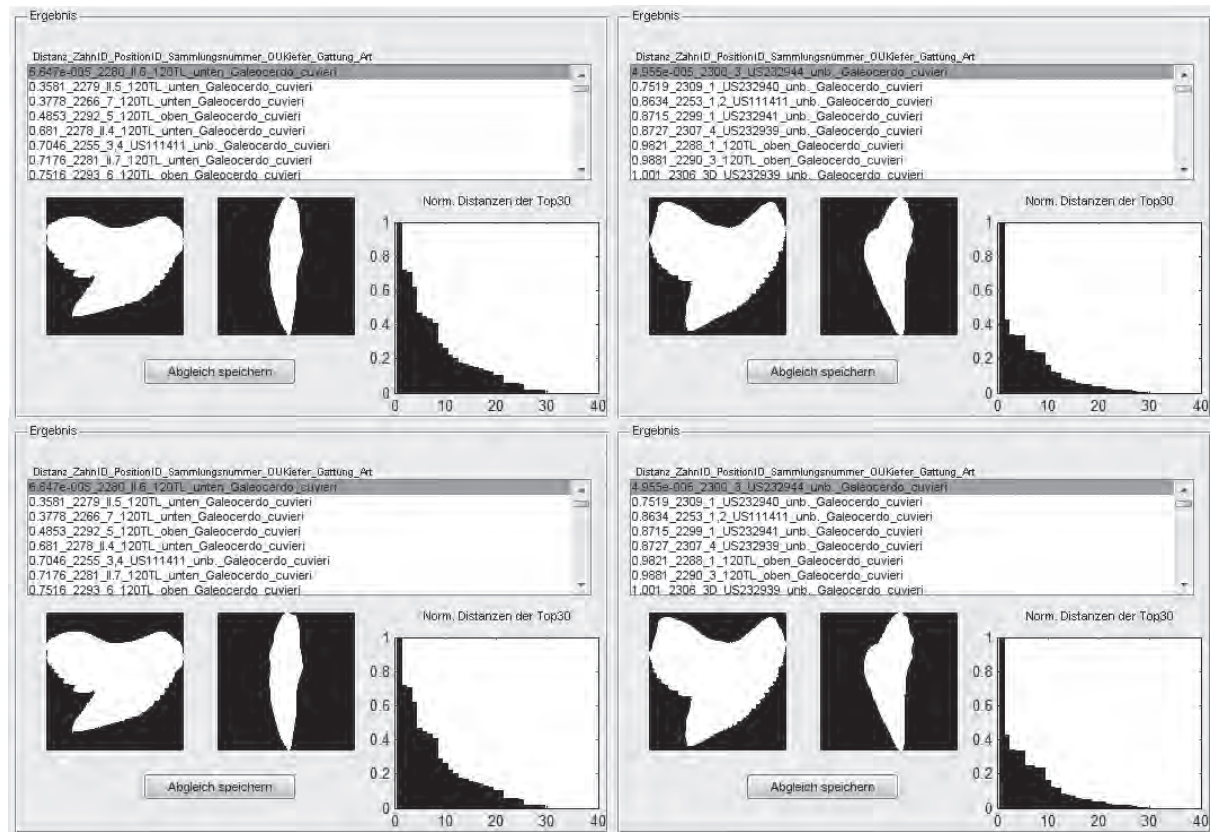 Ergebnis
Distanz_ZahnID_PositionID_Sammlungsnummer_OUKiefer_Gattung_Art
6.647e-005_2280_II.6_120TL_unten_Galeocerdo_cuvieri
0.3581_2279_II.5_120TL_unten_Galeocerdo_cuvieri
0.3778_2266_7_120TL_unten_Galeocerdo_cuvieri
0.4853_2292_5_120TL_oben_Galeocerdo_cuvieri
0.681_2278_II.4_120TL_unten_Galeocerdo_cuvieri
0.7046_2255_3,4_US111411_unb._Galeocerdo_cuvieri
0.7176_2281_II.7_120TL_unten_Galeocerdo_cuvieri
0.7516_2293_6_120TL_oben_Galeocerdo_cuvieri
Norm. Distanzen der Top30
1
0.8
0.6
0.4
0.2
0
0 10 20 30 40
Abgleich speichern
Ergebnis
Distanz_ZahnID_PositionID_Sammlungsnummer_OUKiefer_Gattung_Art
4.955e-005_2300_3_US232944_unb._Galeocerdo_cuvieri
0.7519_2309_1_US232940_unb._Galeocerdo_cuvieri
0.8634_2253_1,2_US111411_unb._Galeocerdo_cuvieri
0.8715_2299_1_US232941_unb._Galeocerdo_cuvieri
0.8727_2307_4_US232939_unb._Galeocerdo_cuvieri
0.9821_2288_1_120TL_oben_Galeocerdo_cuvieri
0.9881_2290_3_120TL_oben_Galeocerdo_cuvieri
1.001_2306_3D_US232939_unb._Galeocerdo_cuvieri
Norm. Distanzen der Top30
1
0.8
0.6
0.4
0.2
0
0 10 20 30 40
Abgleich speichern
Ergebnis
Distanz_ZahnID_PositionID_Sammlungsnummer_OUKiefer_Gattung_Art
6.647e-005_2280_II.6_120TL_unten_Galeocerdo_cuvieri
0.3581_2279_II.5_120TL_unten_Galeocerdo_cuvieri
0.3778_2266_7_120TL_unten_Galeocerdo_cuvieri
0.4853_2292_5_120TL_oben_Galeocerdo_cuvieri
0.681_2278_II.4_120TL_unten_Galeocerdo_cuvieri
0.7046_2255_3,4_US111411_unb._Galeocerdo_cuvieri
0.7176_2281_II.7_120TL_unten_Galeocerdo_cuvieri
0.7516_2293_6_120TL_oben_Galeocerdo_cuvieri
Norm. Distanzen der Top30
1
0.8
0.6
0.4
0.2
0
0 10 20 30 40
Abgleich speichern
Ergebnis
Distanz_ZahnID_PositionID_Sammlungsnummer_OUKiefer_Gattung_Art
4.955e-005_2300_3_US232944_unb._Galeocerdo_cuvieri
0.7519_2309_1_US232940_unb._Galeocerdo_cuvieri
0.8634_2253_1,2_US111411_unb._Galeocerdo_cuvieri
0.8715_2299_1_US232941_unb._Galeocerdo_cuvieri
0.8727_2307_4_US232939_unb._Galeocerdo_cuvieri
0.9821_2288_1_120TL_oben_Galeocerdo_cuvieri
0.9881_2290_3_120TL_oben_Galeocerdo_cuvieri
1.001_2306_3D_US232939_unb._Galeocerdo_cuvieri
Norm. Distanzen der Top30
1
0.8
0.6
0.4
0.2
0
0 10 20 30 40
Abgleich speichern